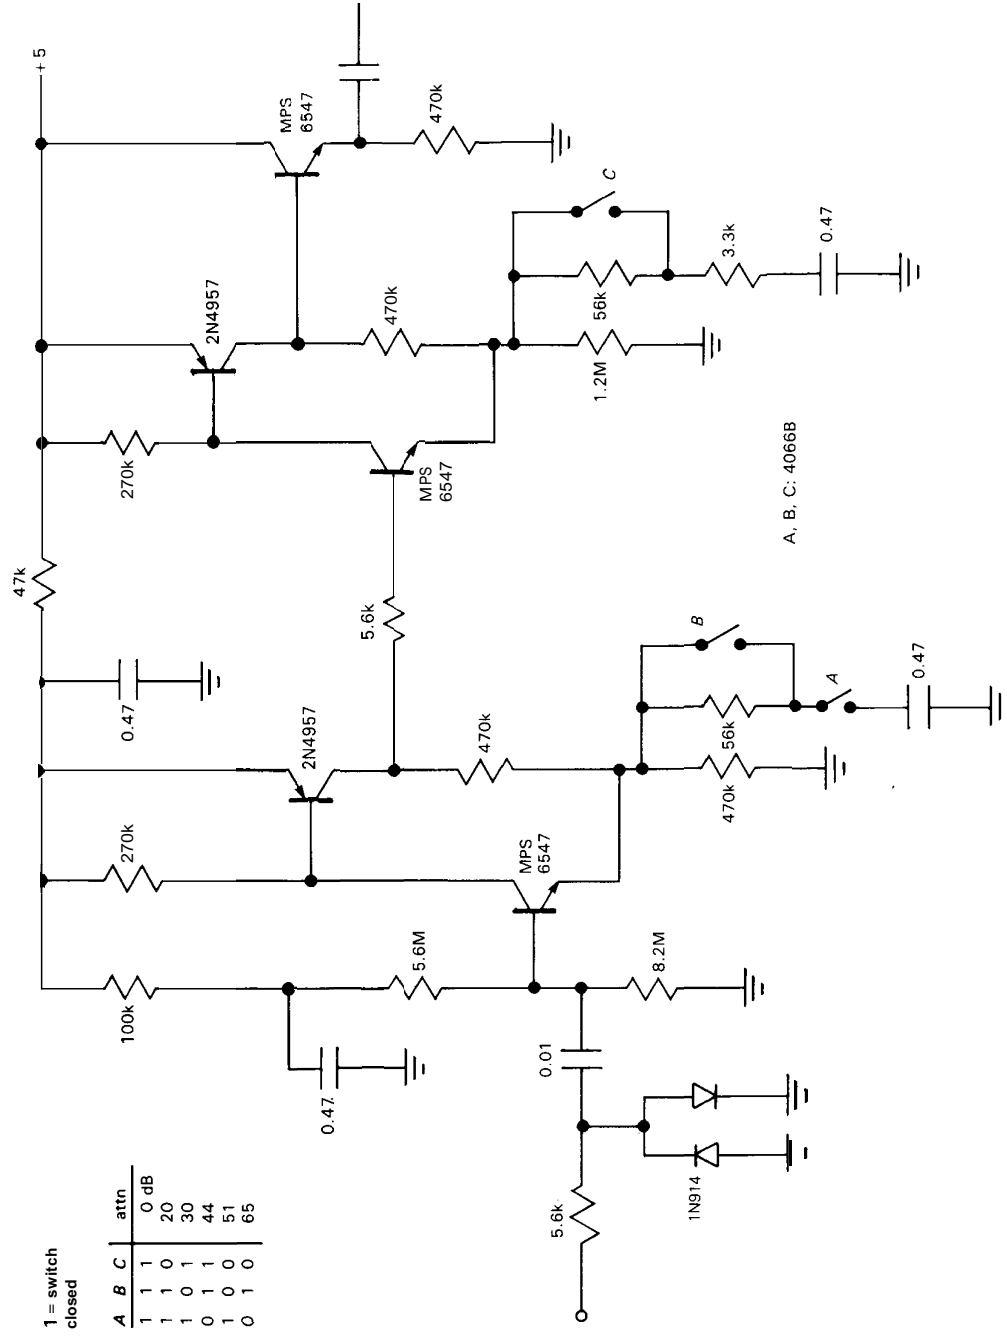 1 = switch
closed
A B C attn
1 1 1 0 dB
1 1 0 20
1 0 1 30
0 1 1 44
1 0 0 51
0 1 0 65
5.6k
1N914
0.01
0.47
100k
5.6M
8.2M
270k
MPS
6547
2N4957
470k
470k
56k
A
B
0.47
0.47
5.6k
47k
270k
MPS
6547
2N4957
470k
1.2M
56k
C
3.3k
0.47
MPS
6547
470k
+5
A, B, C: 4066B